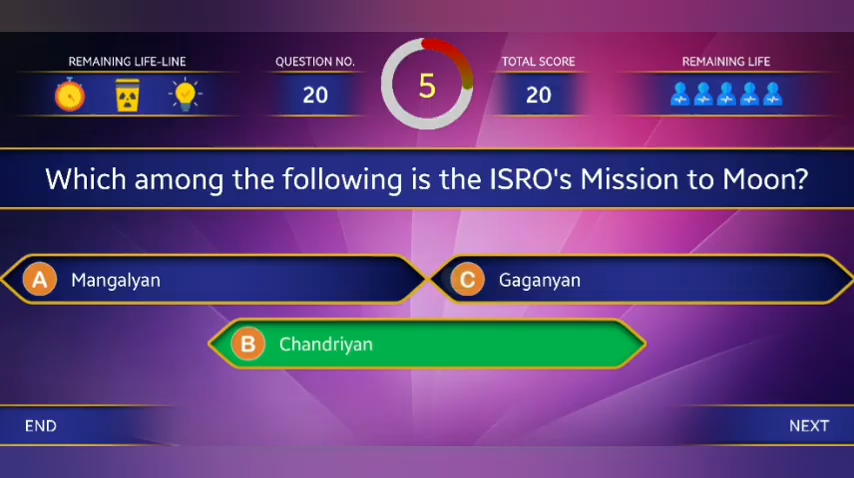 REMAINING LIFE-LINE
QUESTION NO.
20
5
TOTAL SCORE
20
REMAINING LIFE
Which among the following is the ISRO's Mission to Moon?
A Mangalyan
C Gaganyan
B Chandriyan
END
NEXT